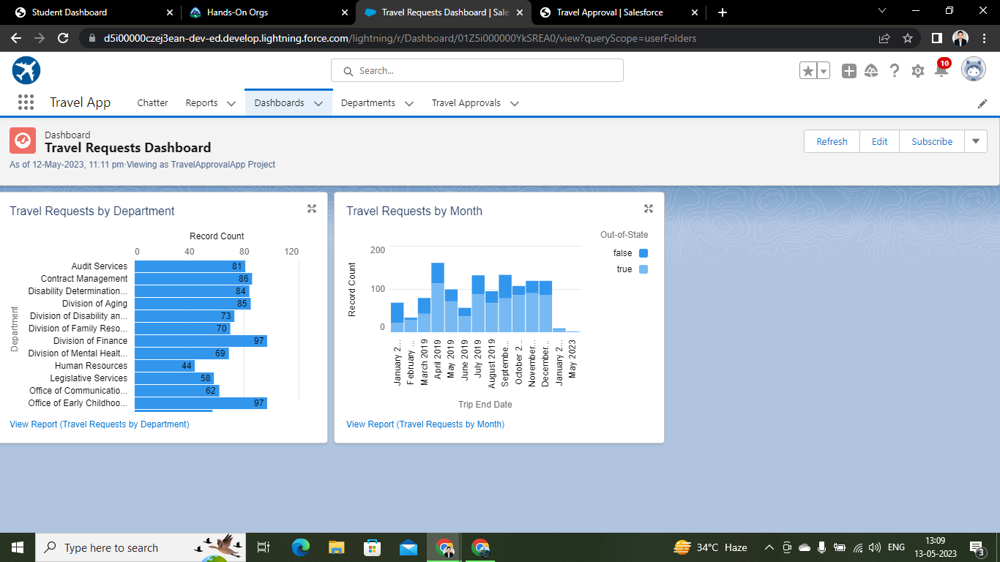 Student Dashboard
Hands-On Orgs
Travel Requests Dashboard | Sale
Travel Approval | Salesforce
d5i00000czej3ean-dev-ed.develop.lightning.force.com/lightning/r/Dashboard/01Z5i000000YkSREA0/view?queryScope=userFolders
Search...
10
Travel App
Chatter
Reports
Dashboards
Departments
Travel Approvals
Dashboard
Travel Requests Dashboard
As of 12-May-2023, 11:11 pm·Viewing as TravelApprovalApp Project
Refresh
Edit
Subscribe
Travel Requests by Department
Record Count
0 40 80 120
Department
Audit Services 81
Contract Management 86
Disability Determination... 84
Division of Aging 85
Division of Disability an... 73
Division of Family Reso... 70
Division of Finance 97
Division of Mental Healt... 69
Human Resources 44
Legislative Services 58
Office of Communicatio... 62
Office of Early Childhoo... 97
View Report (Travel Requests by Department)
Travel Requests by Month
Out-of-State
false
true
Record Count
200
100
0
January 2...
February ...
March 2019
April 2019
May 2019
June 2019
July 2019
August 2019
Septembe...
October 2...
November...
December...
January 2...
May 2023
Trip End Date
View Report (Travel Requests by Month)
Type here to search
34°C Haze
ENG
13:09
13-05-2023
3